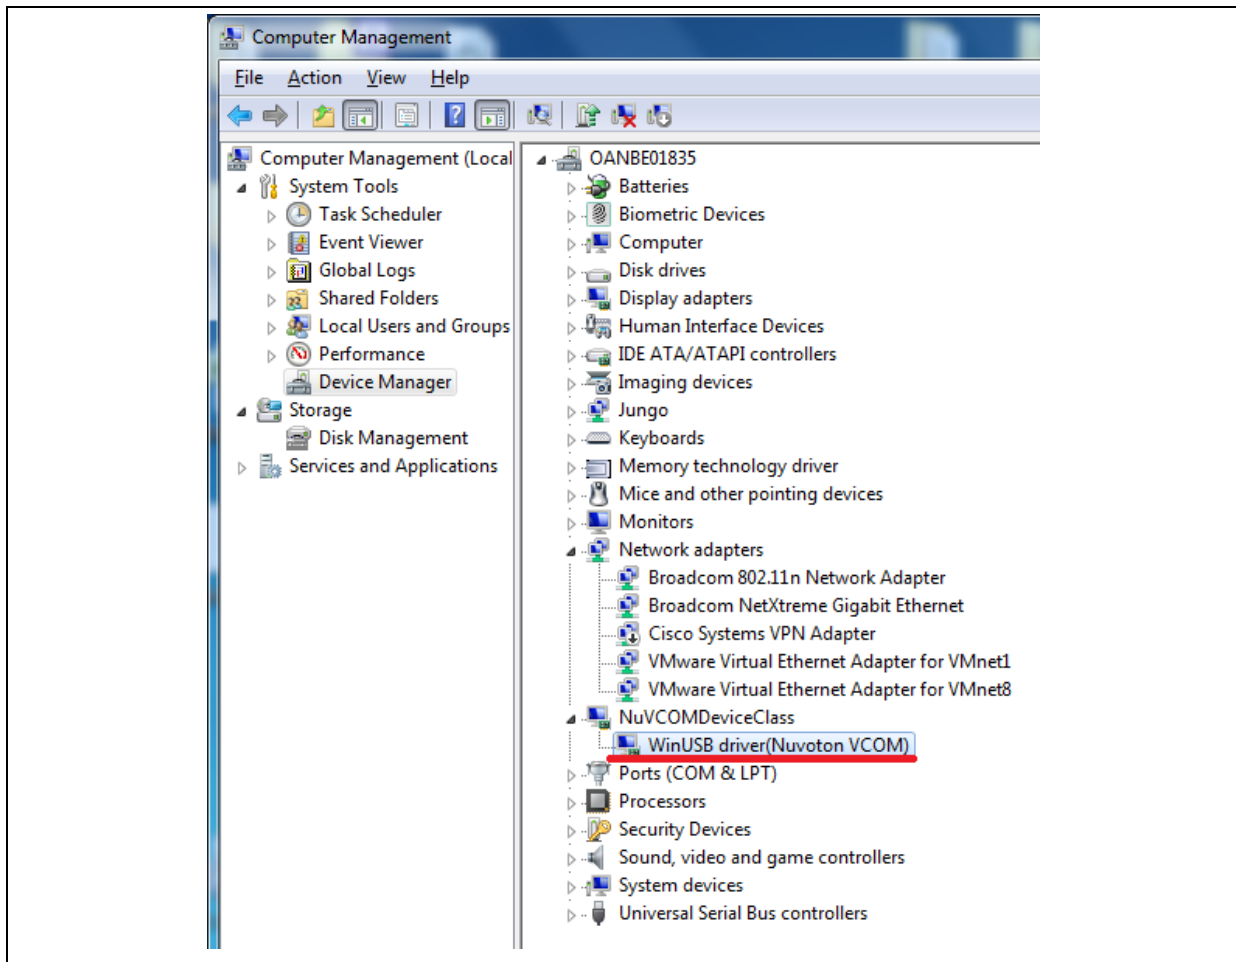 Computer Management
File Action View Help
Computer Management (Local
System Tools
Task Scheduler
Event Viewer
Global Logs
Shared Folders
Local Users and Groups
Performance
Device Manager
Storage
Disk Management
Services and Applications
OANBE01835
Batteries
Biometric Devices
Computer
Disk drives
Display adapters
Human Interface Devices
IDE ATA/ATAPI controllers
Imaging devices
Jungo
Keyboards
Memory technology driver
Mice and other pointing devices
Monitors
Network adapters
Broadcom 802.11n Network Adapter
Broadcom NetXtreme Gigabit Ethernet
Cisco Systems VPN Adapter
VMware Virtual Ethernet Adapter for VMnet1
VMware Virtual Ethernet Adapter for VMnet8
NuVCOMDeviceClass
WinUSB driver(Nuvoton VCOM)
Ports (COM & LPT)
Processors
Security Devices
Sound, video and game controllers
System devices
Universal Serial Bus controllers